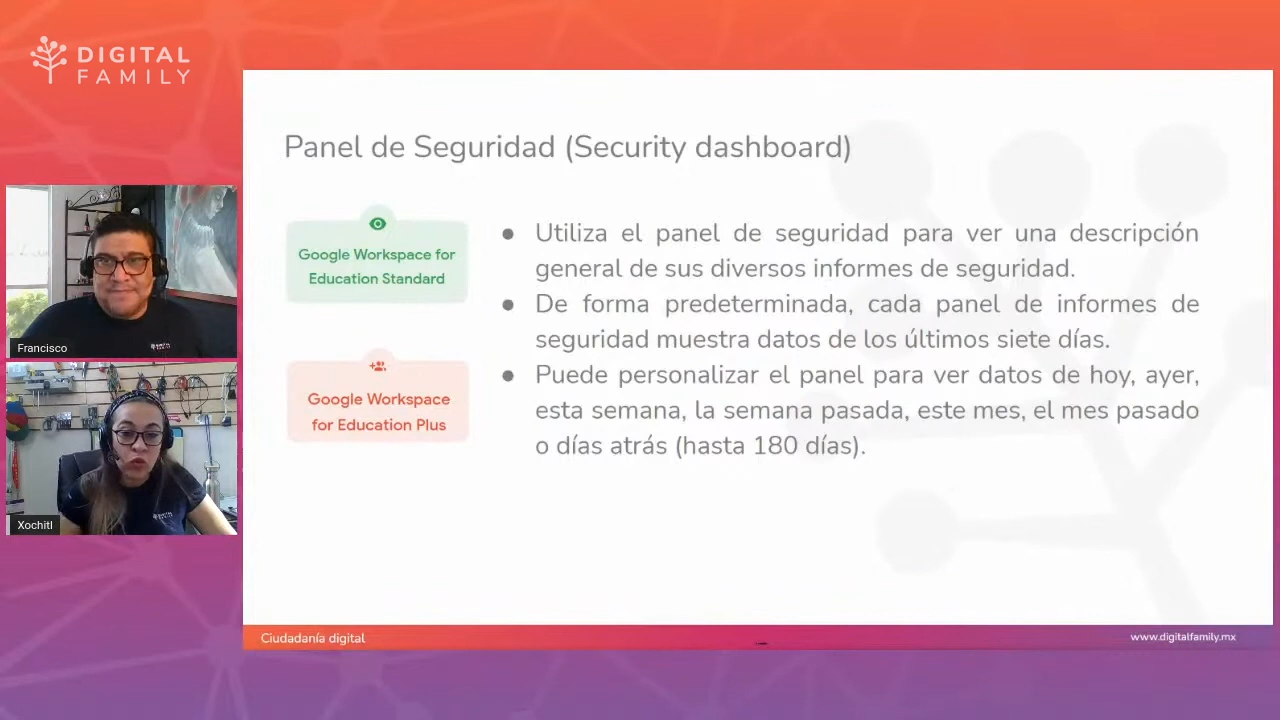 DIGITAL
FAMILY
Panel de Seguridad (Security dashboard)
Google Workspace for
Education Standard
Google Workspace
for Education Plus
● Utiliza el panel de seguridad para ver una descripción
general de sus diversos informes de seguridad.
● De forma predeterminada, cada panel de informes de
seguridad muestra datos de los últimos siete días.
● Puede personalizar el panel para ver datos de hoy, ayer,
esta semana, la semana pasada, este mes, el mes pasado
o días atrás (hasta 180 días).
Francisco
Xochitl
Ciudadanía digital
www.digitalfamily.mx